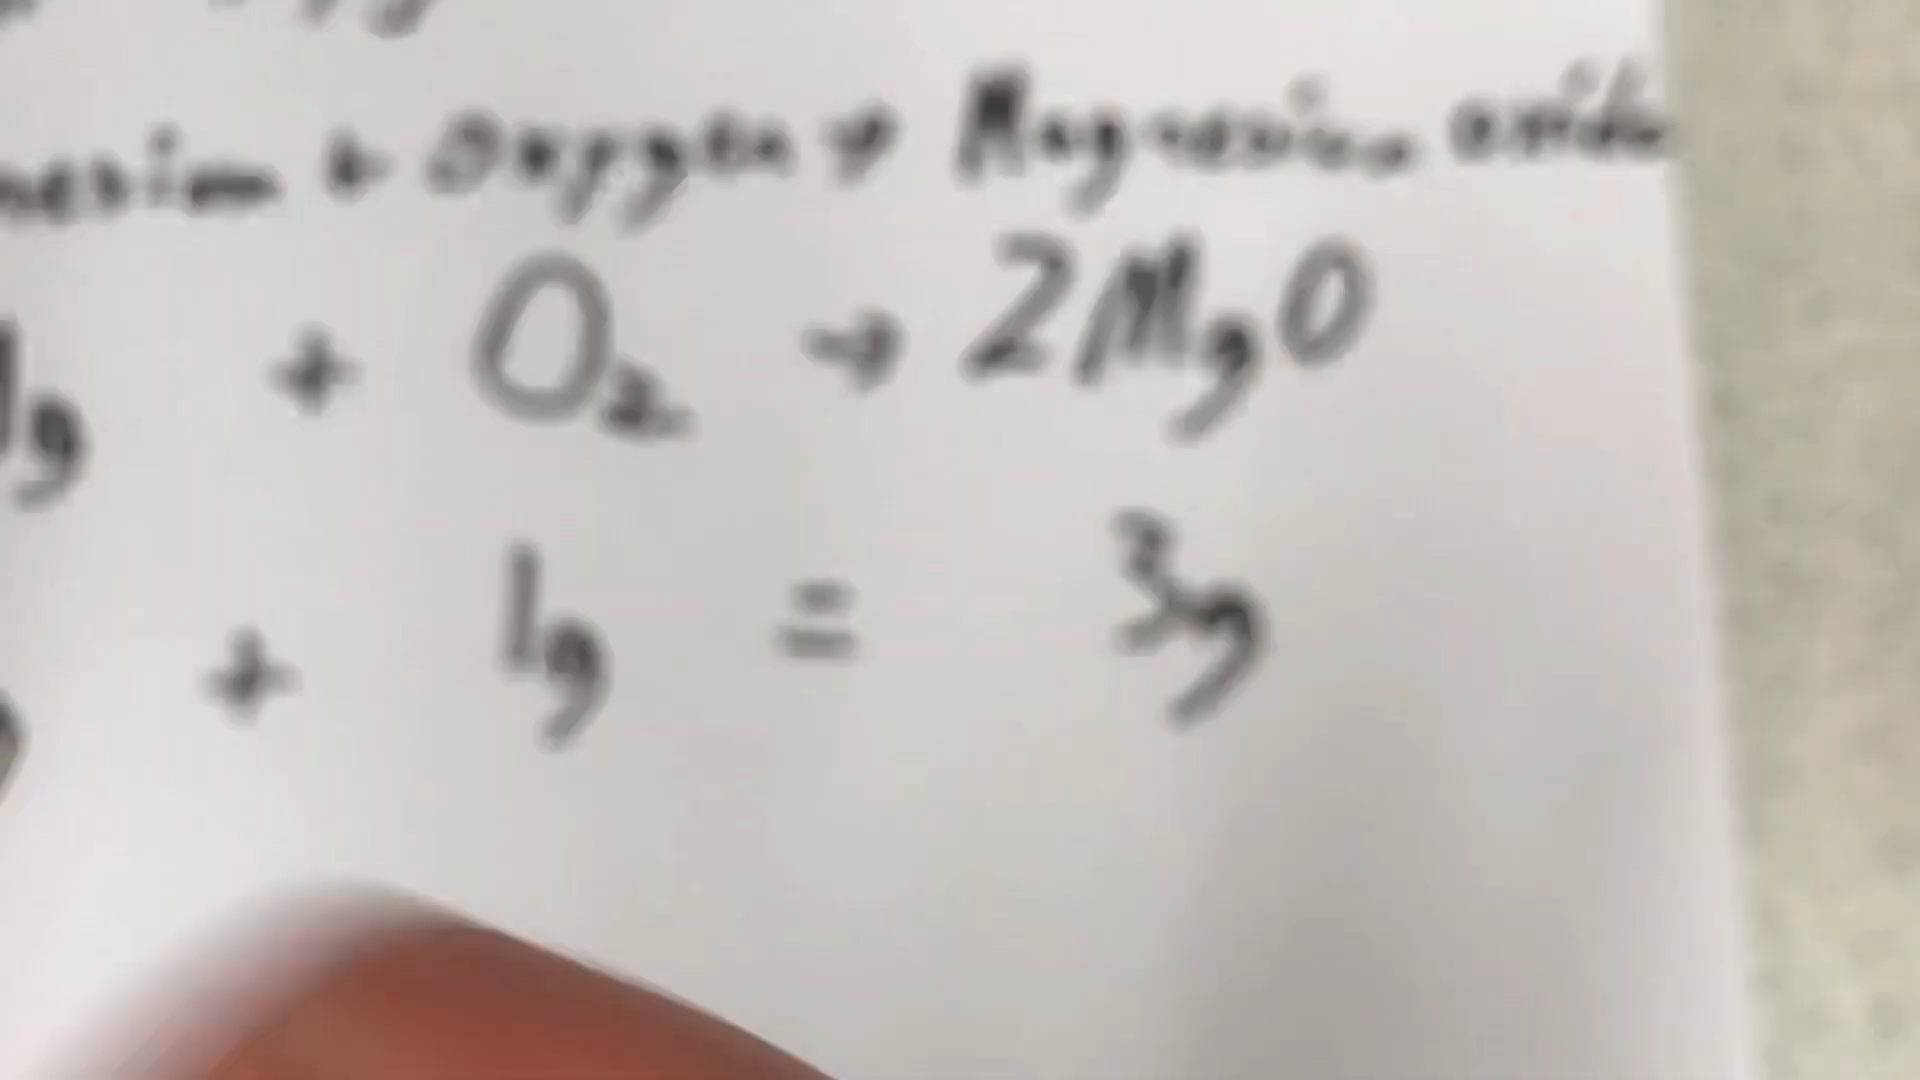 + Oxygen → Magnesium oxide
+ O₂ → 2MgO
+ 1g = 3g